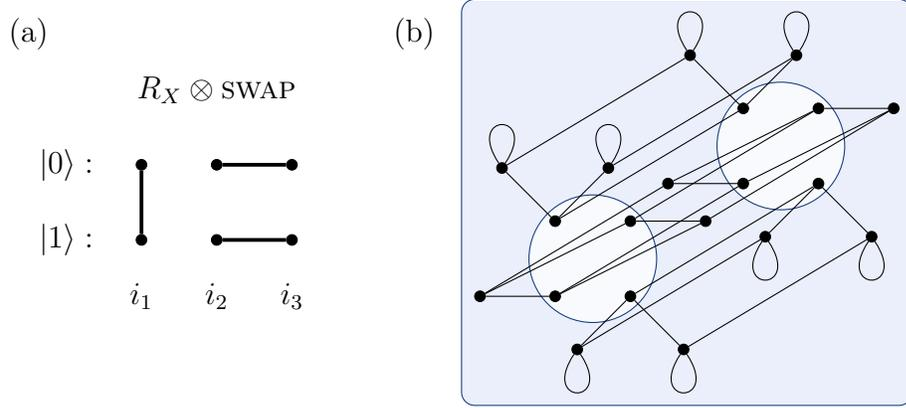 (a)
(b)
R_X ⊗ SWAP
|0⟩ :
|1⟩ :
i_1 i_2 i_3